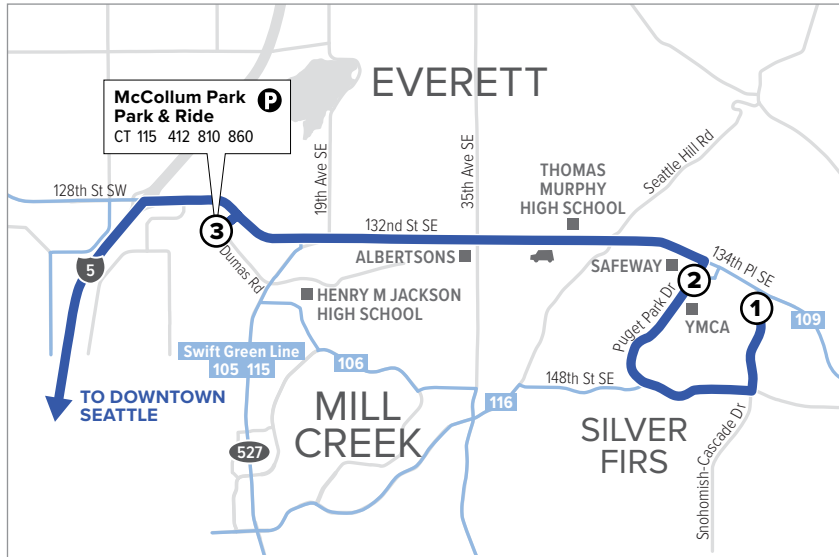 EVERETT
McCollum Park
Park & Ride
P
CT 115 412 810 860
128th St SW
19th Ave SE
35th Ave SE
Seattle Hill Rd
THOMAS
MURPHY
HIGH SCHOOL
132nd St SE
3
Dumas Rd
ALBERTSONS
SAFEWAY
134th Pl SE
2
1
5
HENRY M JACKSON
HIGH SCHOOL
Puget Park Dr
YMCA
109
Swift Green Line
105 115
106
148th St SE
TO DOWNTOWN
SEATTLE
MILL
CREEK
116
SILVER
FIRS
527
Snohomish-Cascade Dr